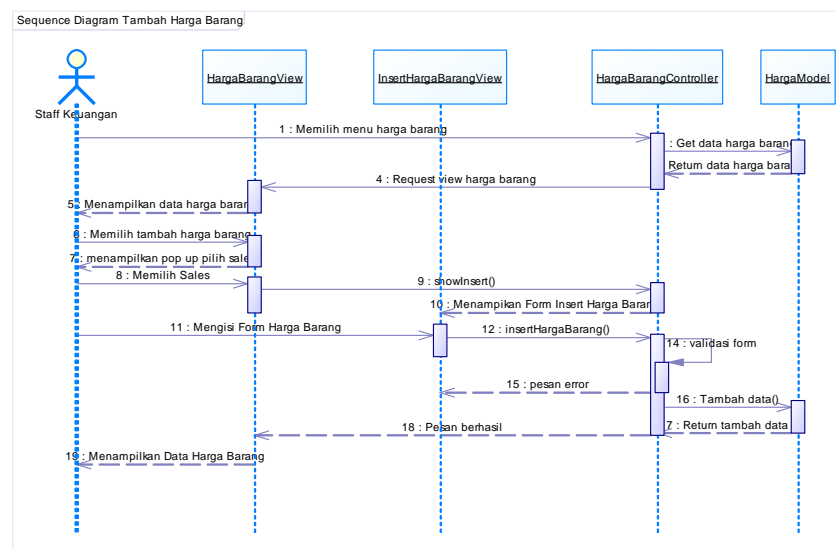 Sequence Diagram Tambah Harga Barang
HargaBarangView
InsertHargaBarangView
HargaBarangController
HargaModel
Staff Keuangan
1 : Memilih menu harga barang
: Get data harga barang
Return data harga bara
4 : Request view harga barang
5 : Menampilkan data harga baran
6 : Memilih tambah harga barang
7 : menampilkan pop up pilih sale
8 : Memilih Sales
9 : showInsert()
10 : Menampikan Form Insert Harga Baran
11 : Mengisi Form Harga Barang
12 : insertHargaBarang()
14 : validasi form
15 : pesan error
16 : Tambah data()
7 : Return tambah data
18 : Pesan berhasil
19 : Menampilkan Data Harga Barang